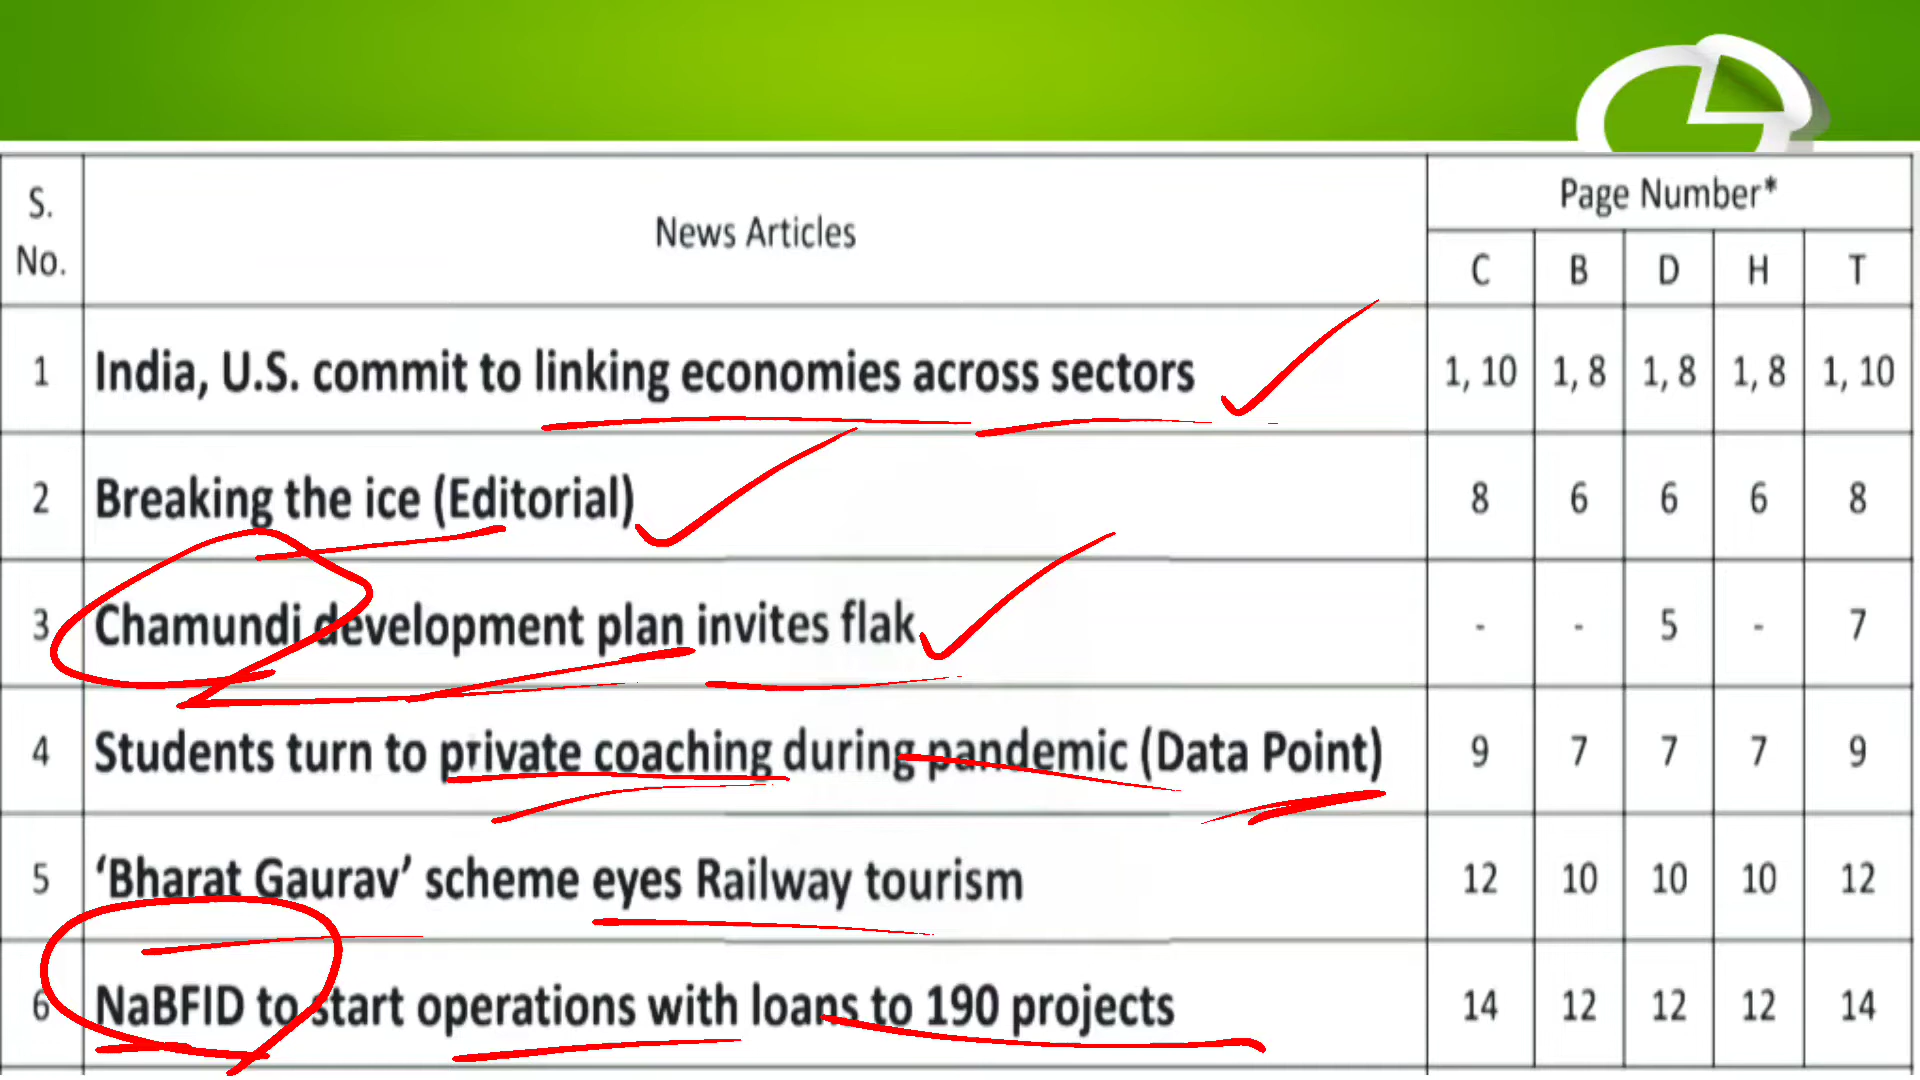 S. No. News Articles Page Number*
C B D H T
1 India, U.S. commit to linking economies across sectors 1, 10 1, 8 1, 8 1, 8 1, 10
2 Breaking the ice (Editorial) 8 6 6 6 8
3 Chamundi development plan invites flak - - 5 - 7
4 Students turn to private coaching during pandemic (Data Point) 9 7 7 7 9
5 ‘Bharat Gaurav’ scheme eyes Railway tourism 12 10 10 10 12
6 NaBFID to start operations with loans to 190 projects 14 12 12 12 14